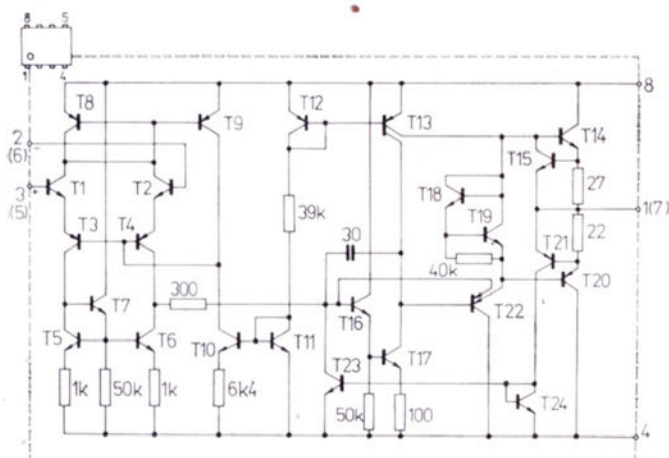 8 5
1 4
T8 T9 T12 T13 T14 8
2
(6) −
T15
3
(5) +
T1 T2 T18 27
39k 1(7)
T3 T4 T19 22
30 T21
40k T20
300
T7 T16 T22
T5 T6 T10 T11 T17
T23
1k 50k 1k 6k4 50k 100 T24
4